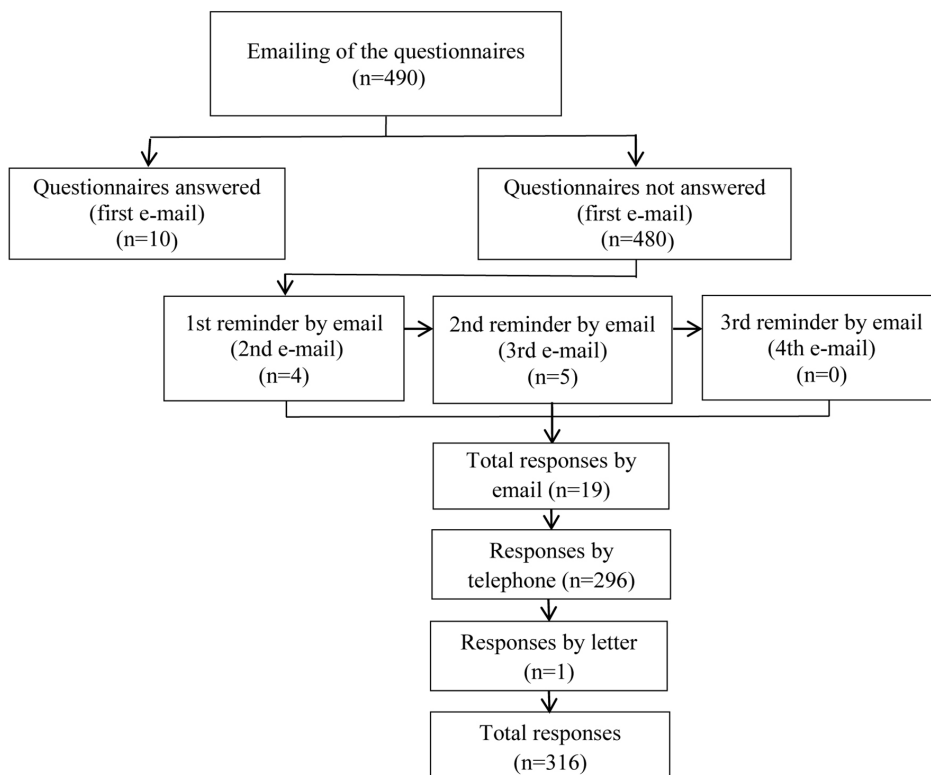 Emailing of the questionnaires
(n=490)
Questionnaires answered
(first e-mail)
(n=10)
Questionnaires not answered
(first e-mail)
(n=480)
1st reminder by email
(2nd e-mail)
(n=4)
2nd reminder by email
(3rd e-mail)
(n=5)
3rd reminder by email
(4th e-mail)
(n=0)
Total responses by
email (n=19)
Responses by
telephone (n=296)
Responses by letter
(n=1)
Total responses
(n=316)